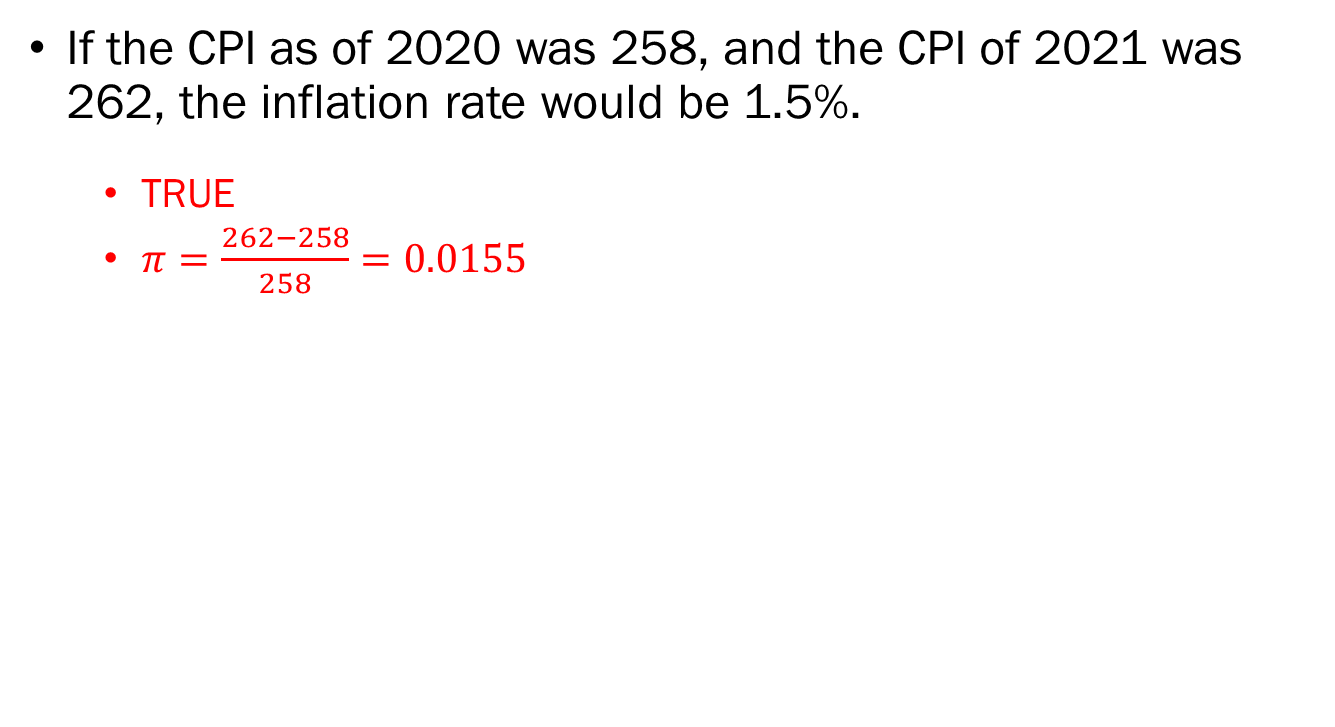 • If the CPI as of 2020 was 258, and the CPI of 2021 was
262, the inflation rate would be 1.5%.
• TRUE
• π = (262−258)/258 = 0.0155